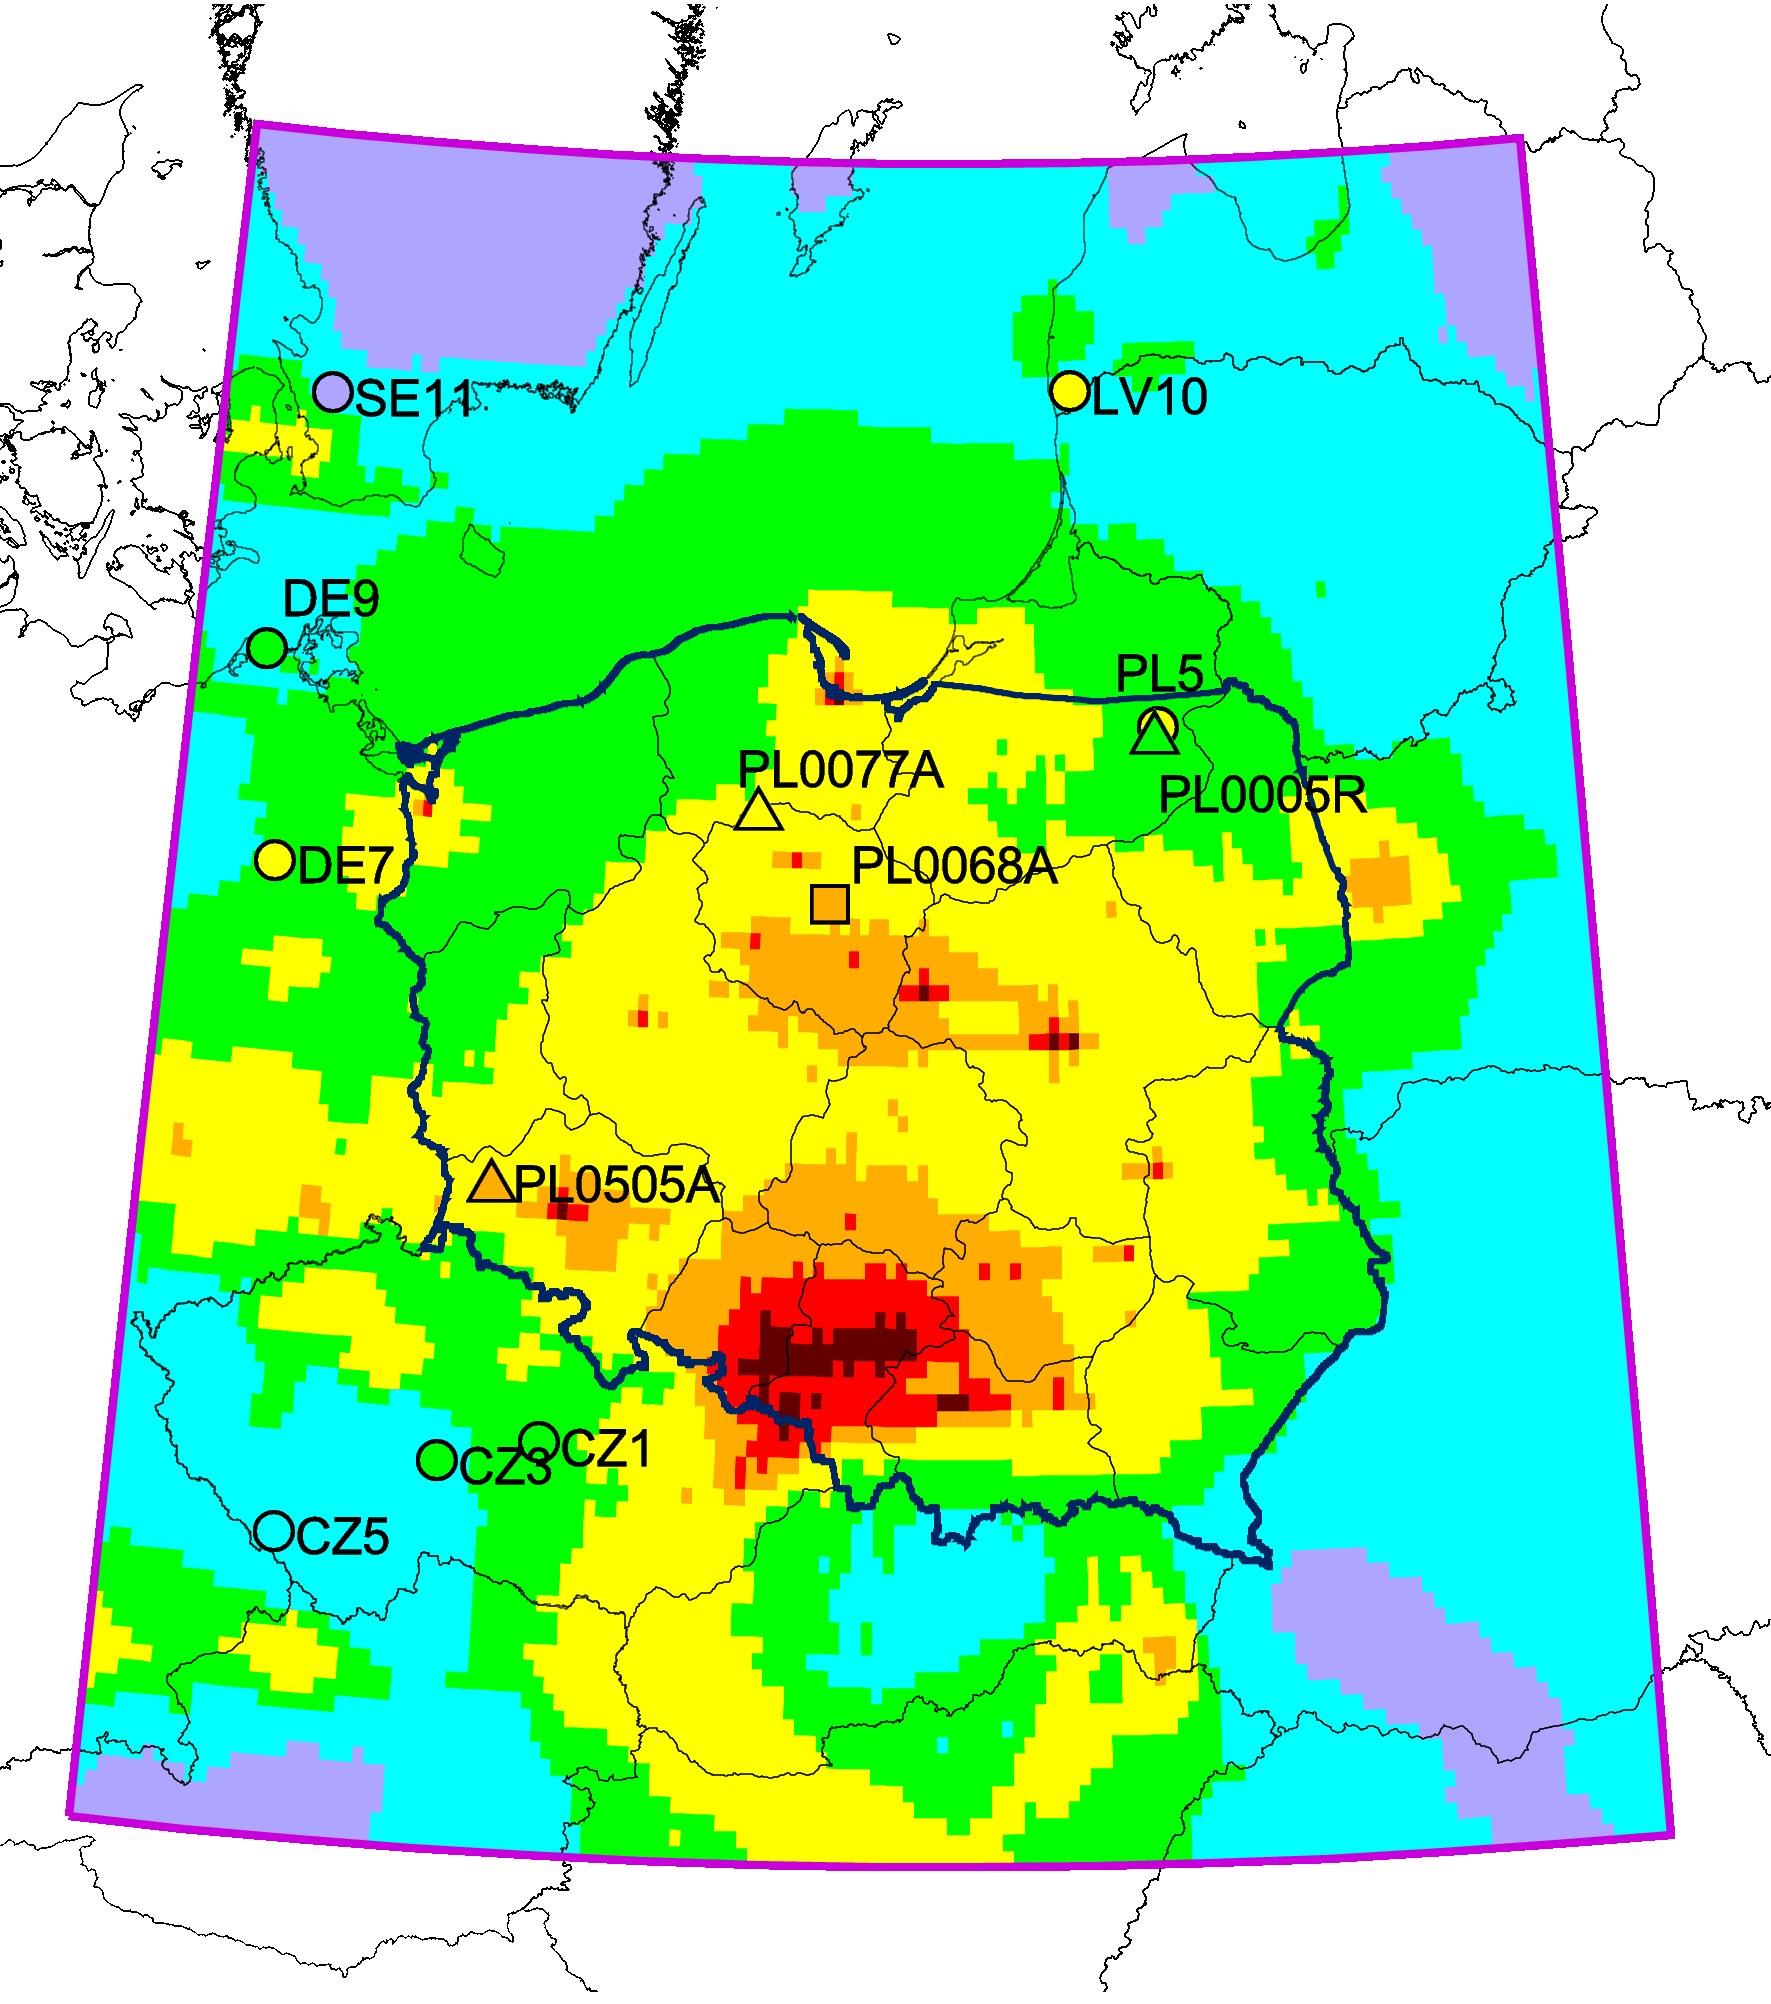 SE11
LV10
DE9
PL5
PL0077A
PL0005R
DE7
PL0068A
PL0505A
CZ1
CZ3
CZ5